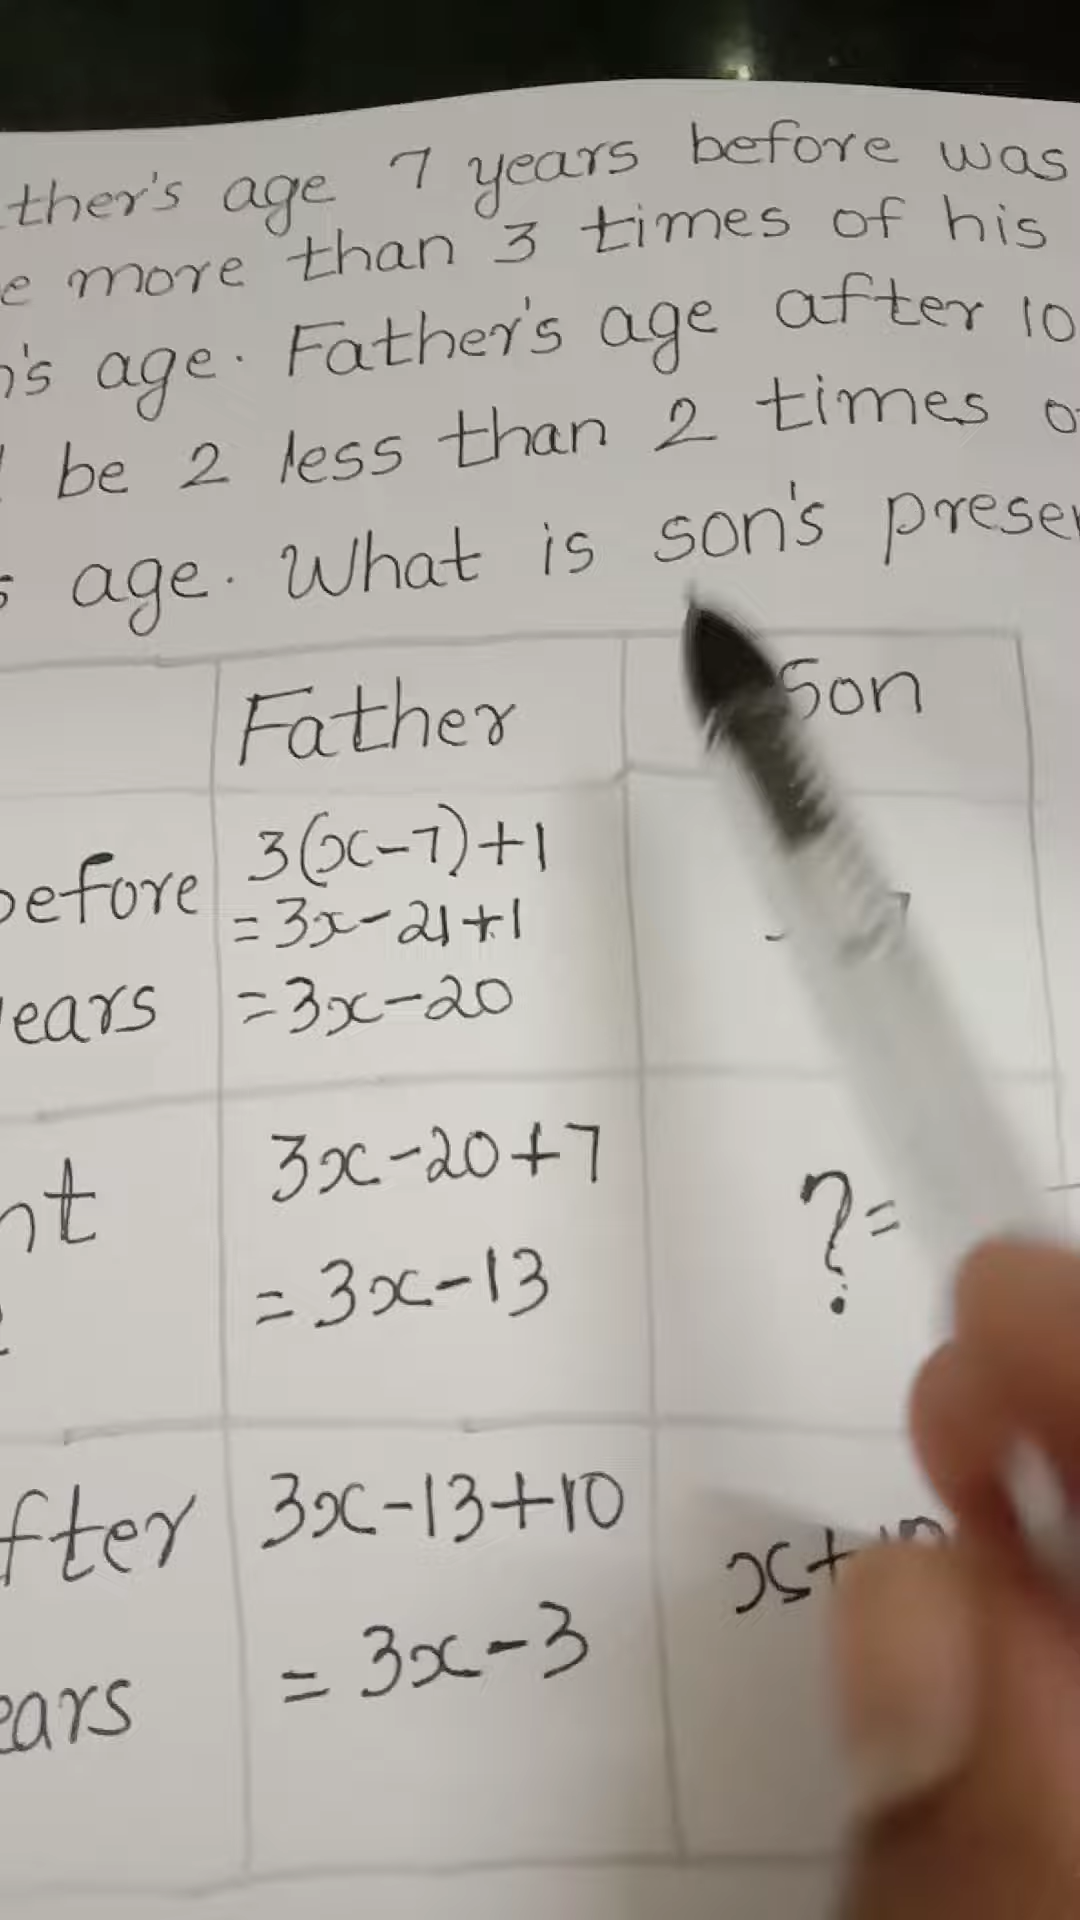 ther's age 7 years before was
e more than 3 times of his
's age. Father's age after 10
be 2 less than 2 times
age. What is son's
Father Son
3(x-7)+1
before = 3x-21+1
ears = 3x-20
3x-20+7
nt ?=
= 3x-13
fter 3x-13+10 x+10
= 3x-3
ears